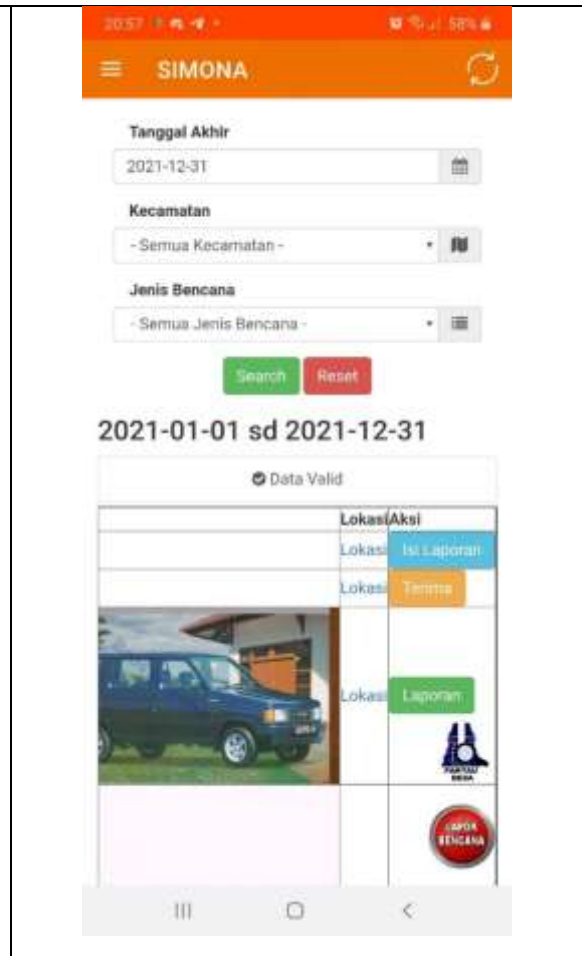 20:57
58%
SIMONA
Tanggal Akhir
2021-12-31
Kecamatan
- Semua Kecamatan -
Jenis Bencana
- Semua Jenis Bencana -
Search Reset
2021-01-01 sd 2021-12-31
Data Valid
Lokasi Aksi
Lokasi Isi Laporan
Lokasi Terima
Lokasi Laporan
PANTAU
DESA
LAPOR
BENCANA